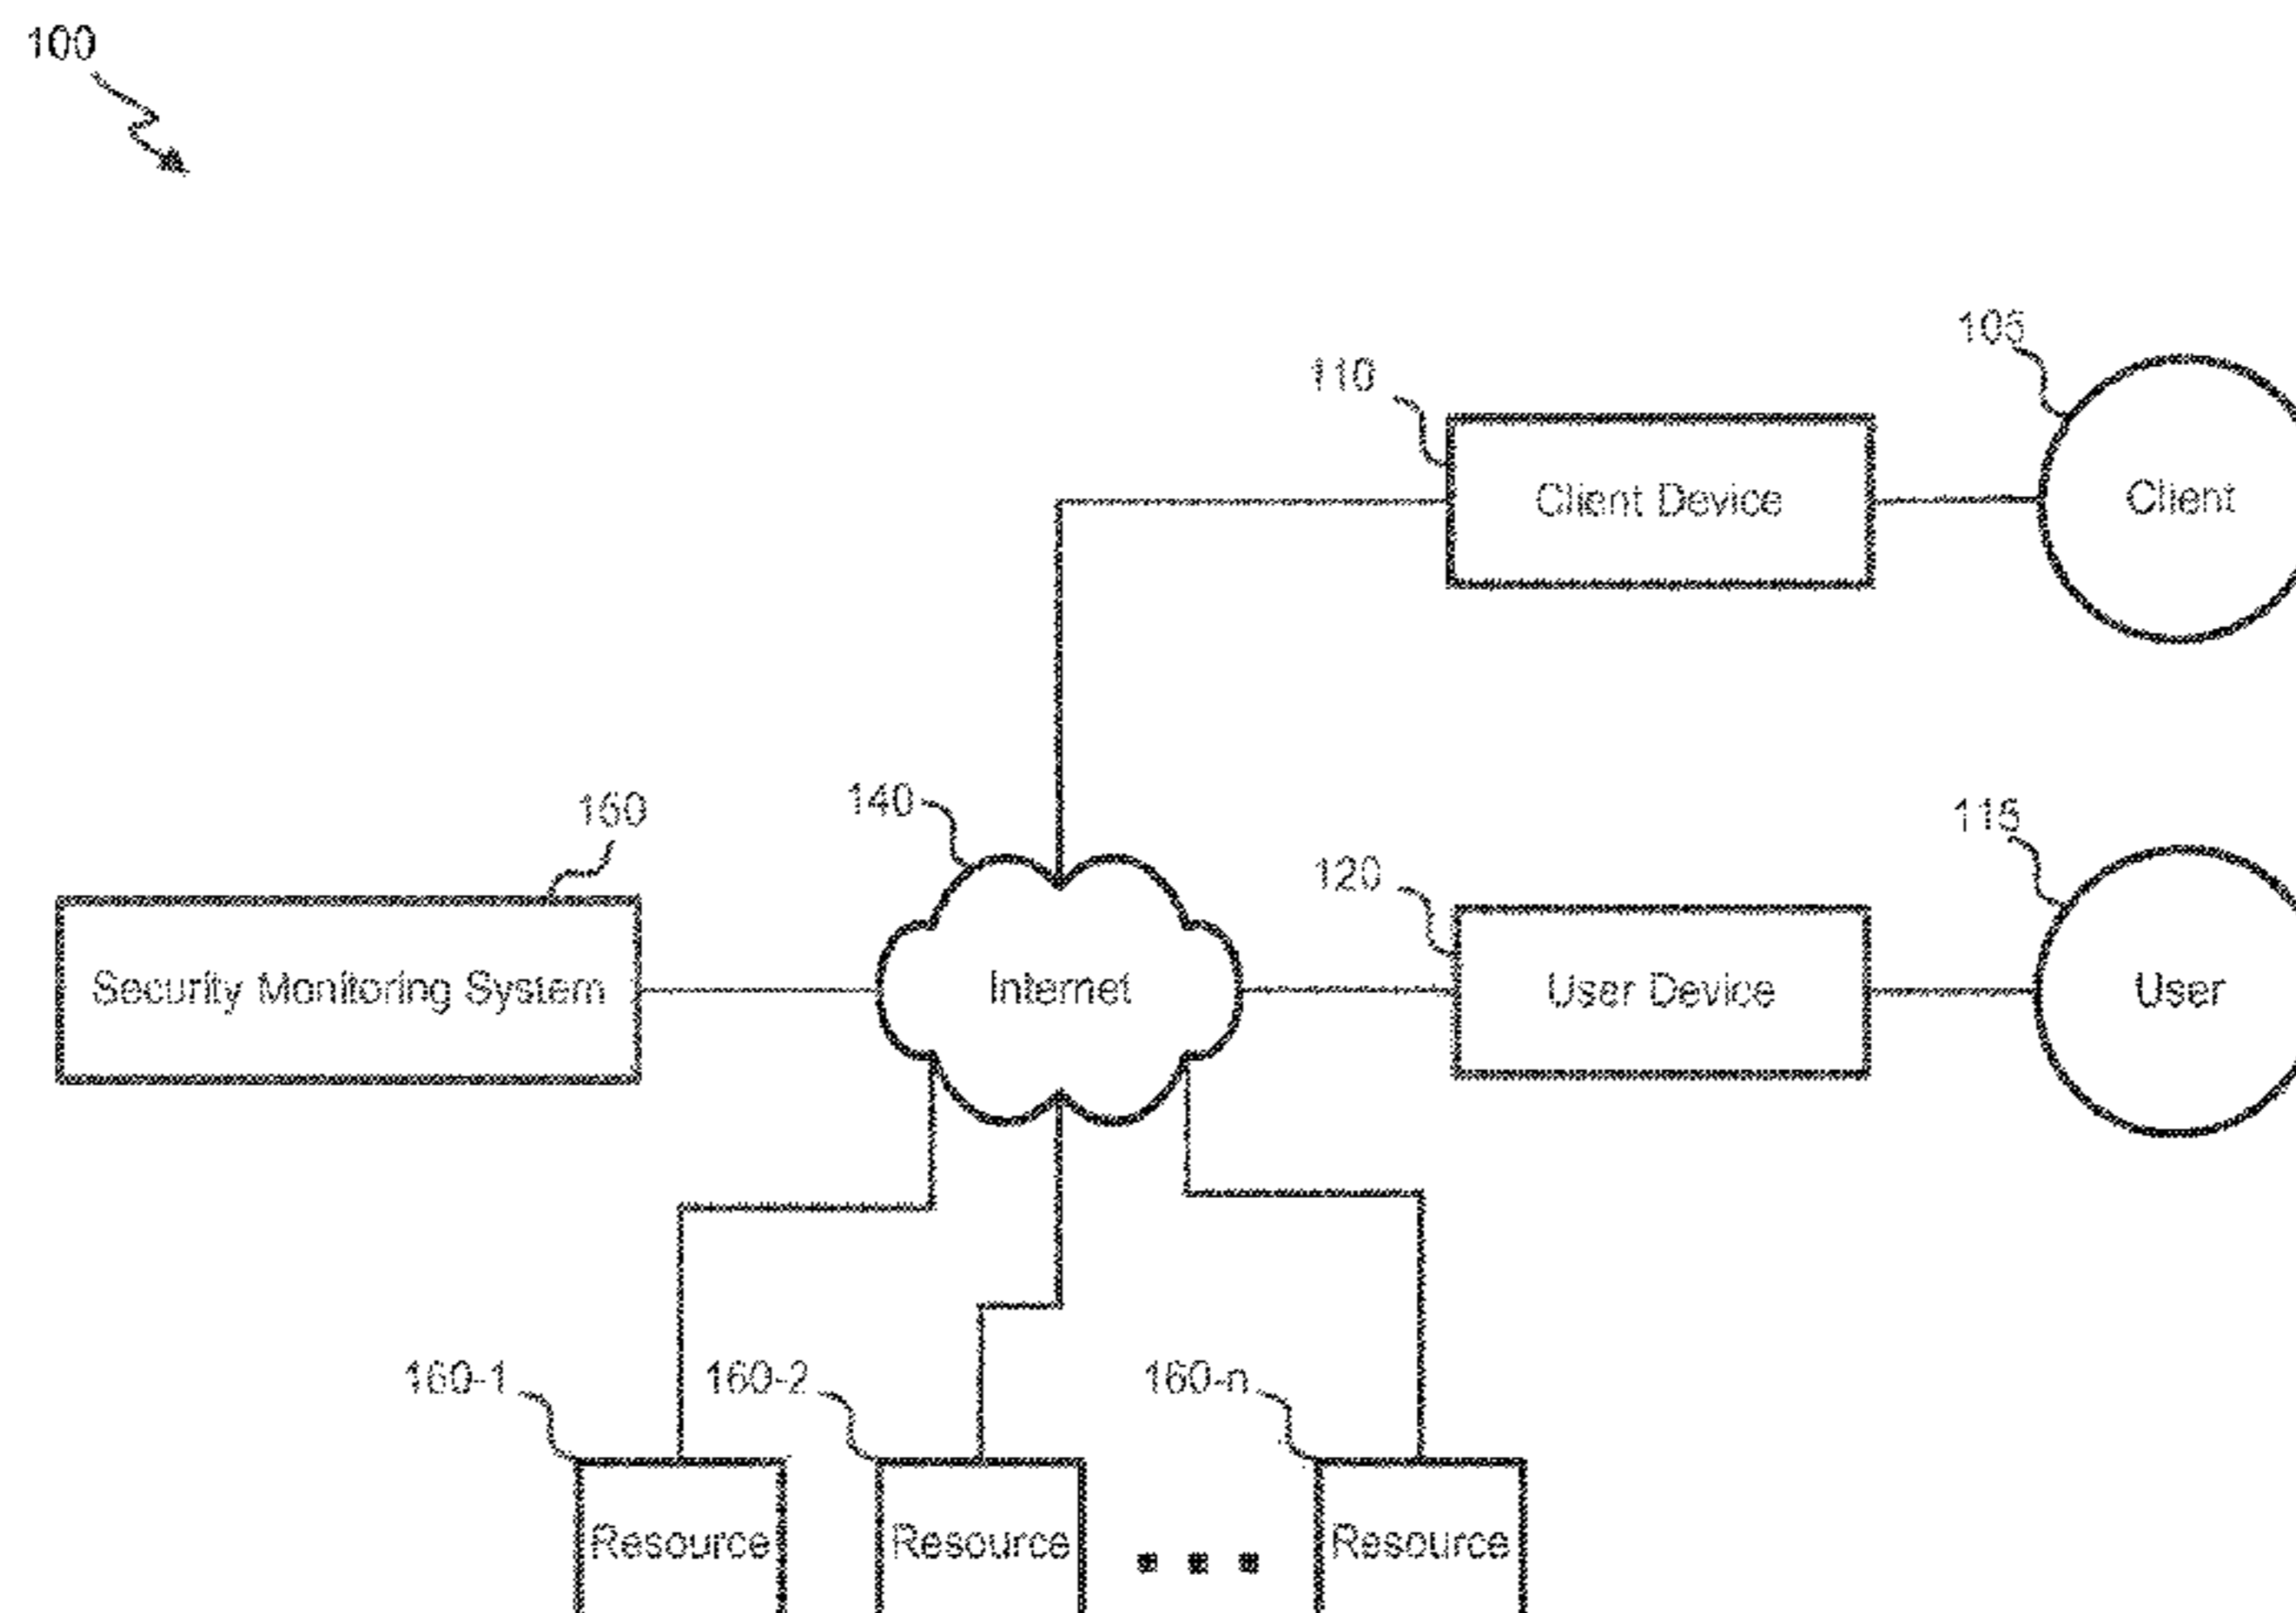 100
105
110
Client Device
Client
140
150
115
120
Security Monitoring System
Internet
User Device
User
160-1
160-2
160-n
Resource
Resource
Resource